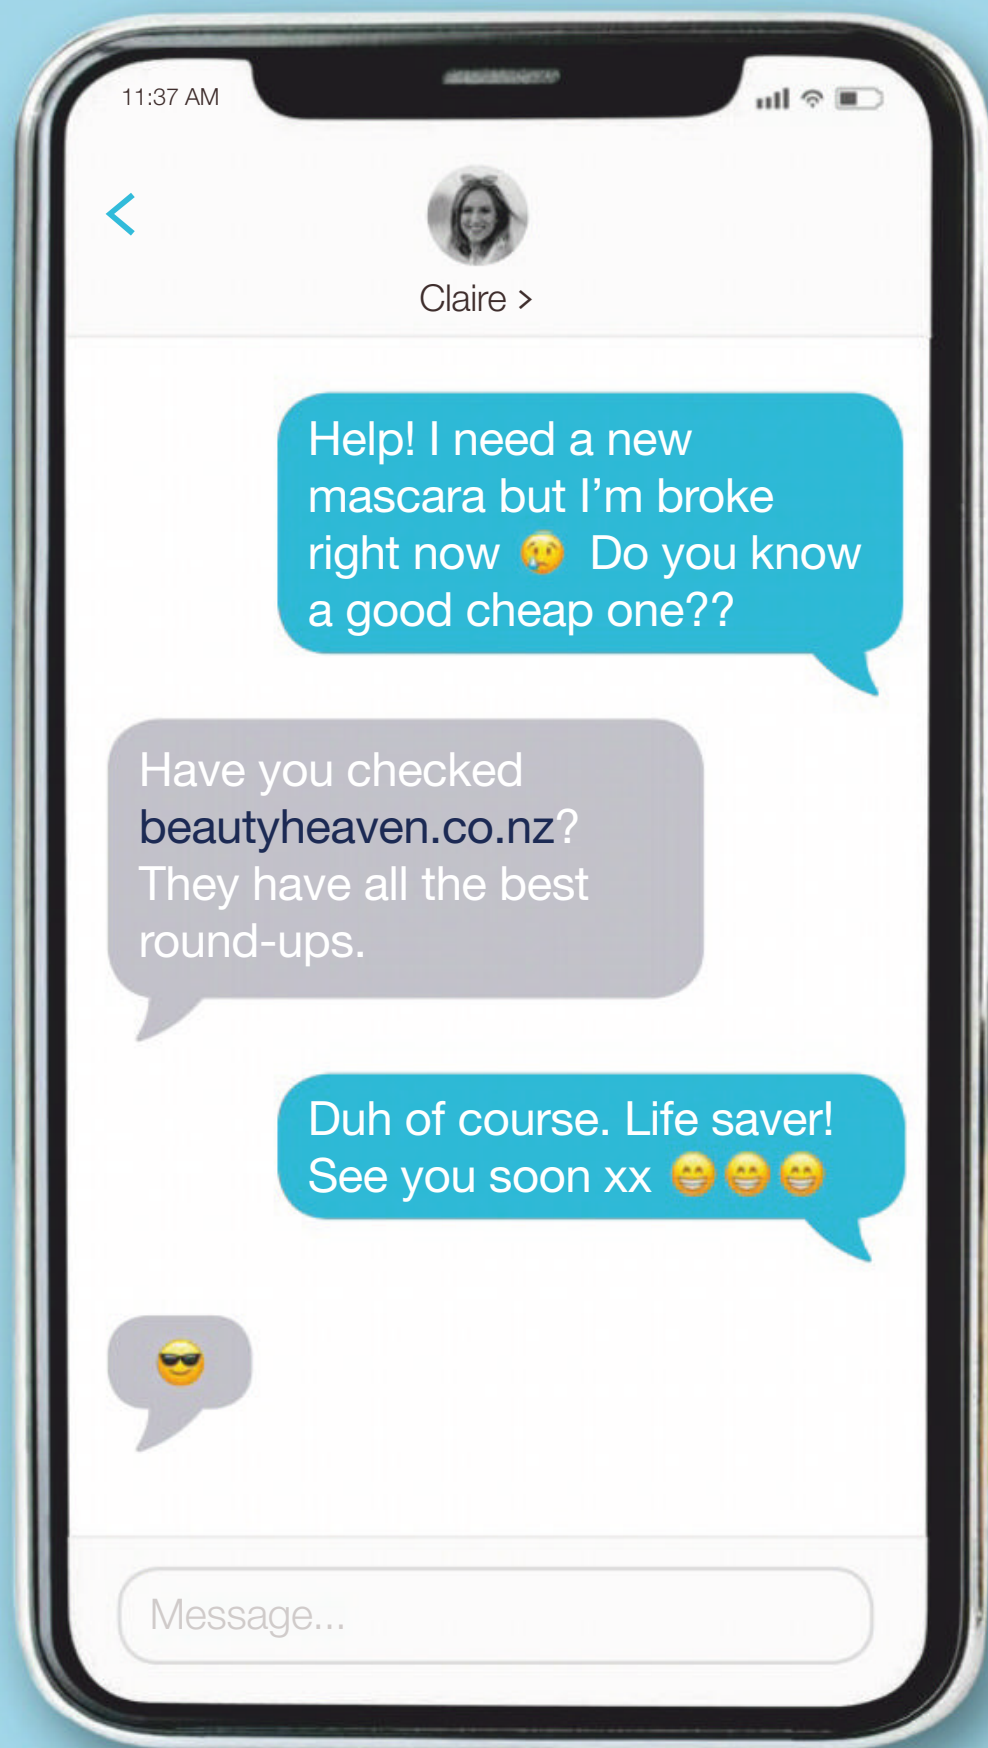 11:37 AM
Claire >
Help! I need a new
mascara but I’m broke
right now 😢 Do you know
a good cheap one??
Have you checked
beautyheaven.co.nz?
They have all the best
round-ups.
Duh of course. Life saver!
See you soon xx 😁😁😁
😎
Message...